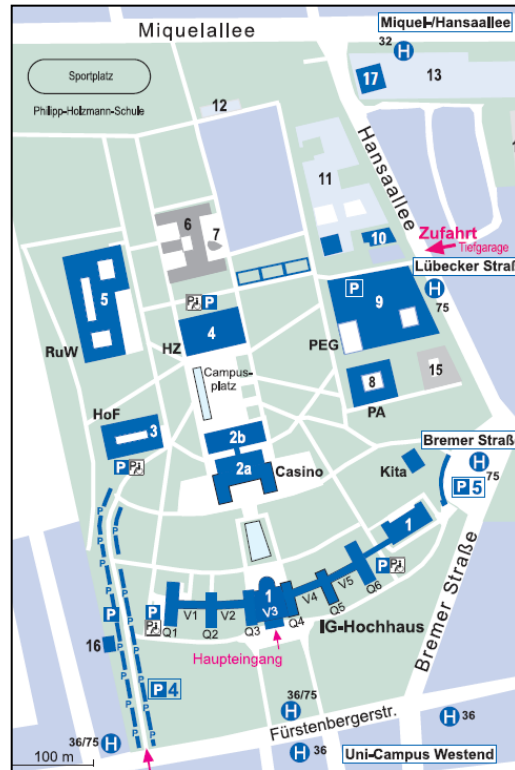 Miquelallee
Miquel-/Hansaallee
32 H
17
13
Sportplatz
Philipp-Holzmann-Schule
12
Hansaallee
11
6
7
10
Zufahrt
Tiefgarage
Lübecker Straß
H
75
5
RuW
P
P
4
HZ
9
PEG
Campus-
platz
8
15
PA
HoF
3
P
2b
2a
Casino
Kita
Bremer Straße
H 75
P 5
1
P
P
P
V1
V2
1
V3
V4
V5
Q1
Q2
Q3
Q4
Q5
Q6
IG-Hochhaus
Bremer Straße
16
Haupteingang
P 4
36/75
H
Fürstenbergerstr.
H 36
36/75 H
H 36
Uni-Campus Westend
100 m